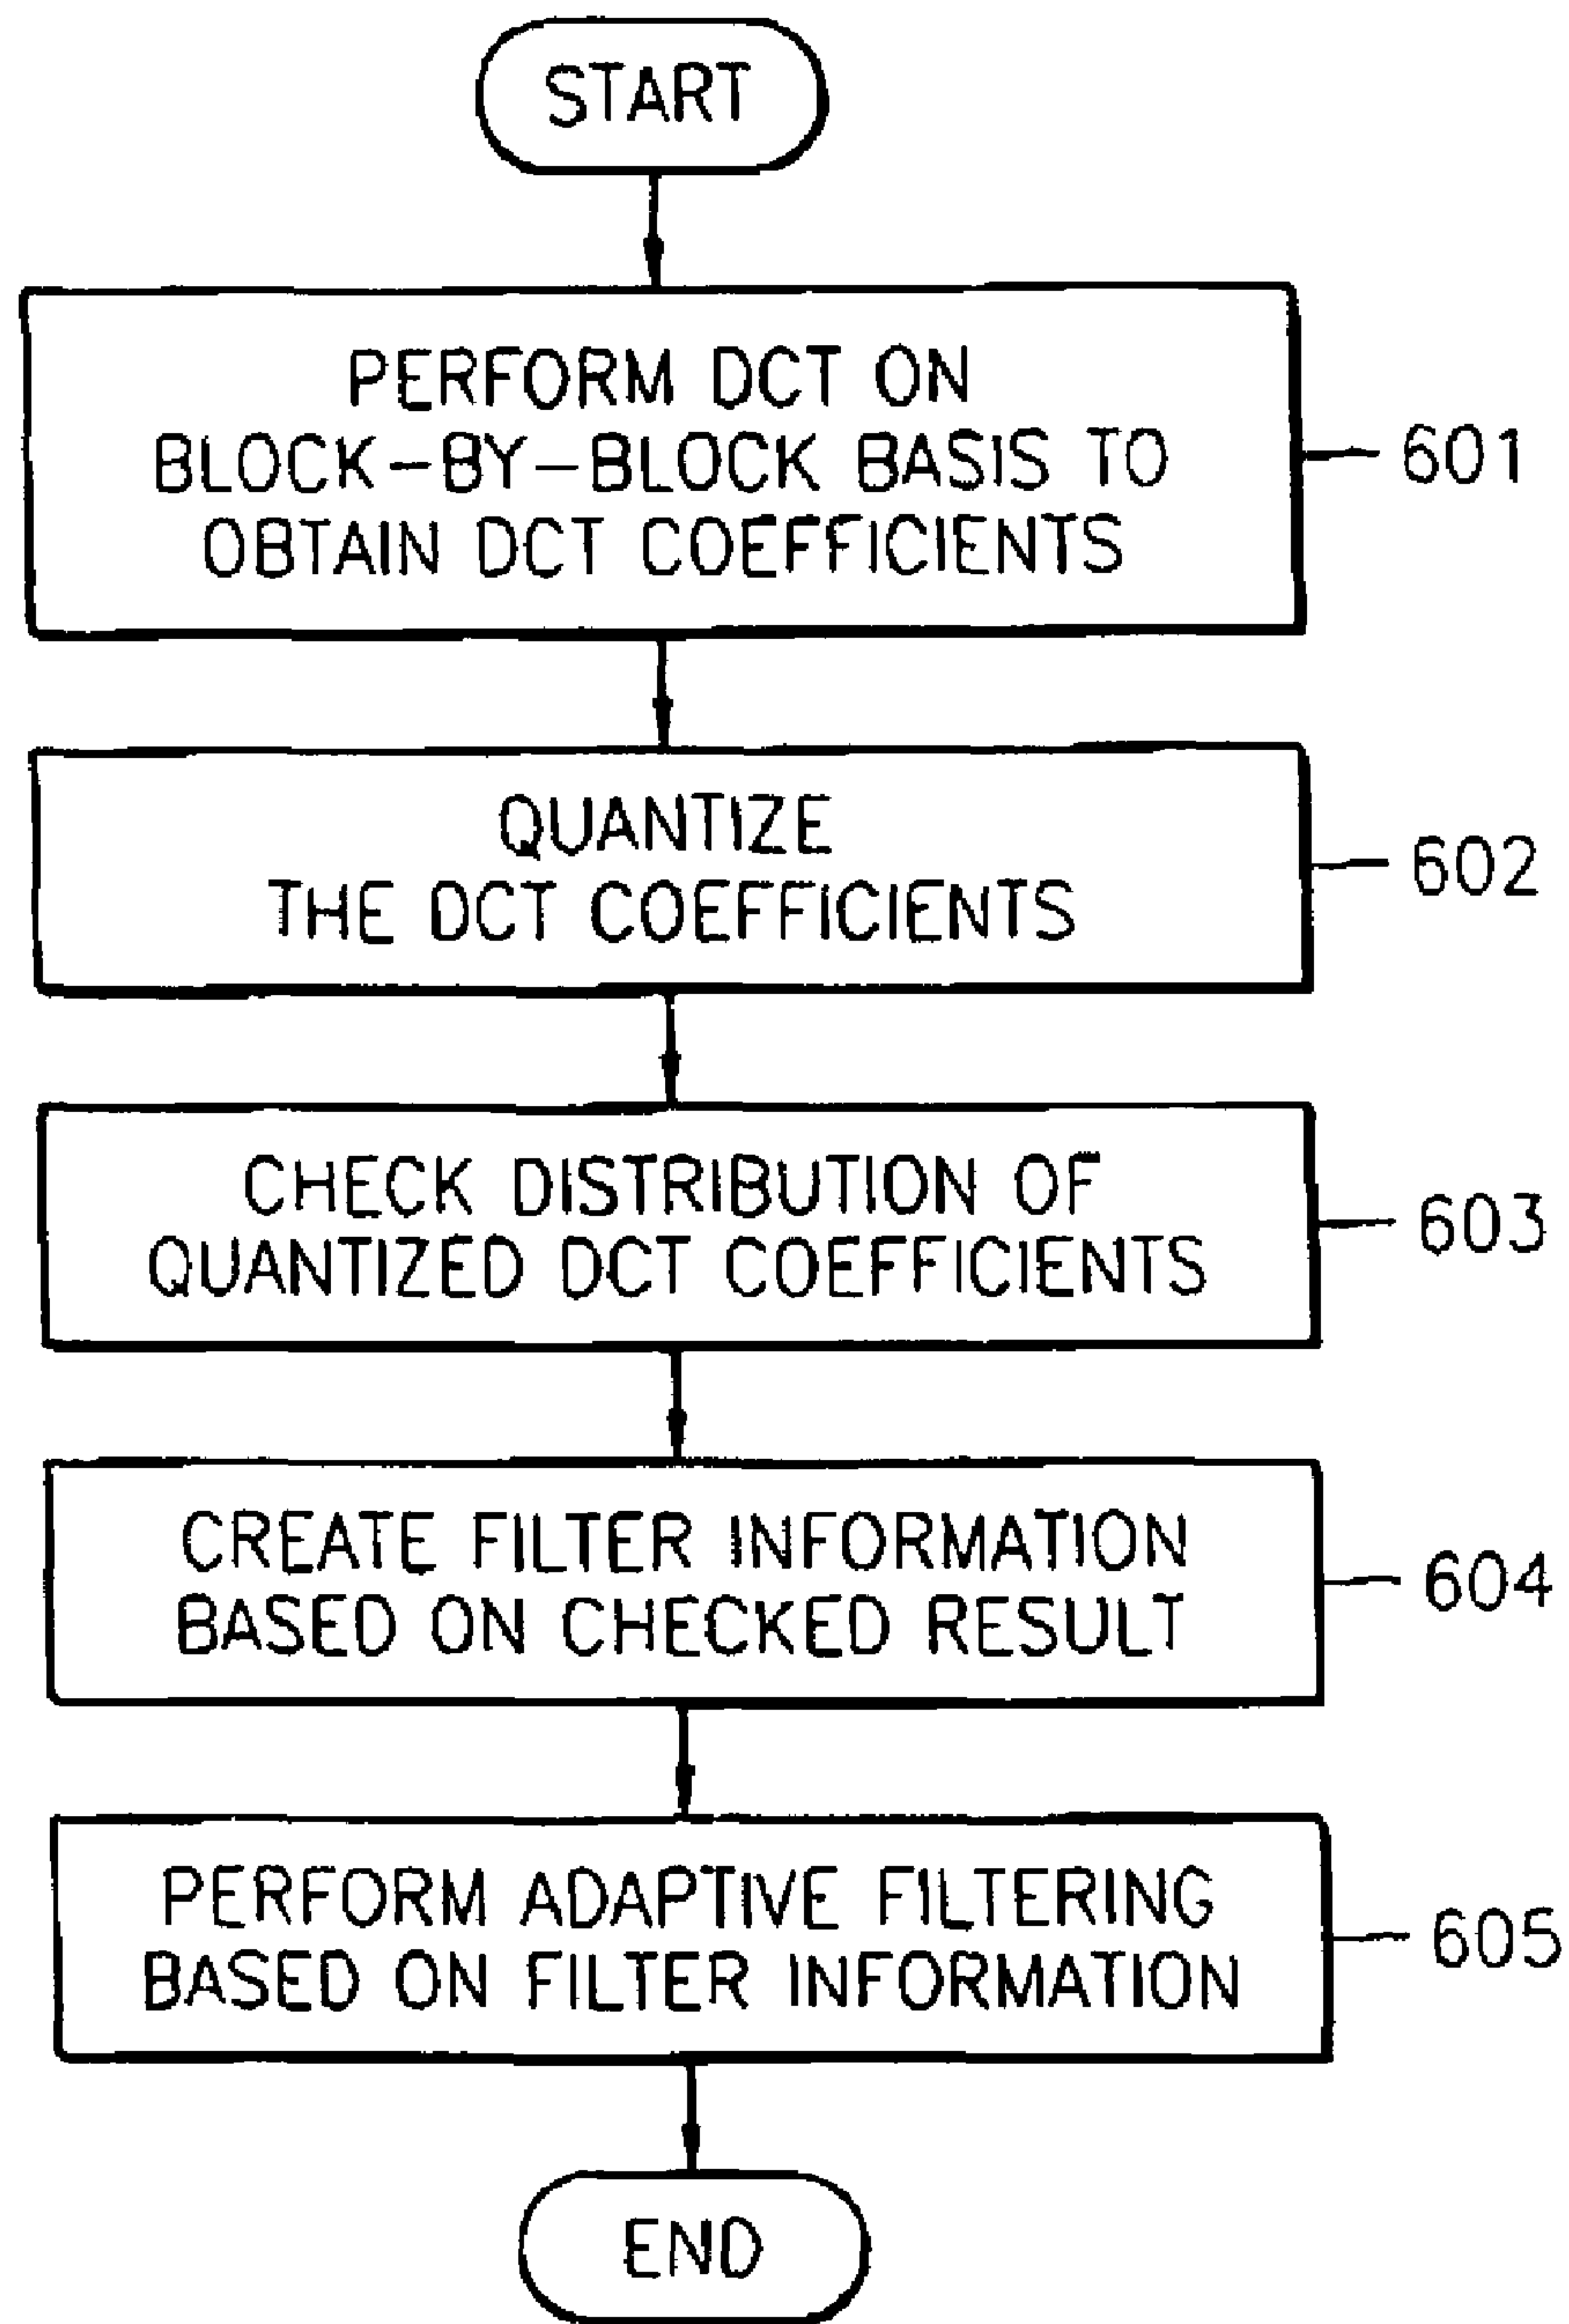 START
PERFORM DCT ON
BLOCK-BY-BLOCK BASIS TO
OBTAIN DCT COEFFICIENTS
601
QUANTIZE
THE DCT COEFFICIENTS
602
CHECK DISTRIBUTION OF
QUANTIZED DCT COEFFICIENTS
603
CREATE FILTER INFORMATION
BASED ON CHECKED RESULT
604
PERFORM ADAPTIVE FILTERING
BASED ON FILTER INFORMATION
605
END